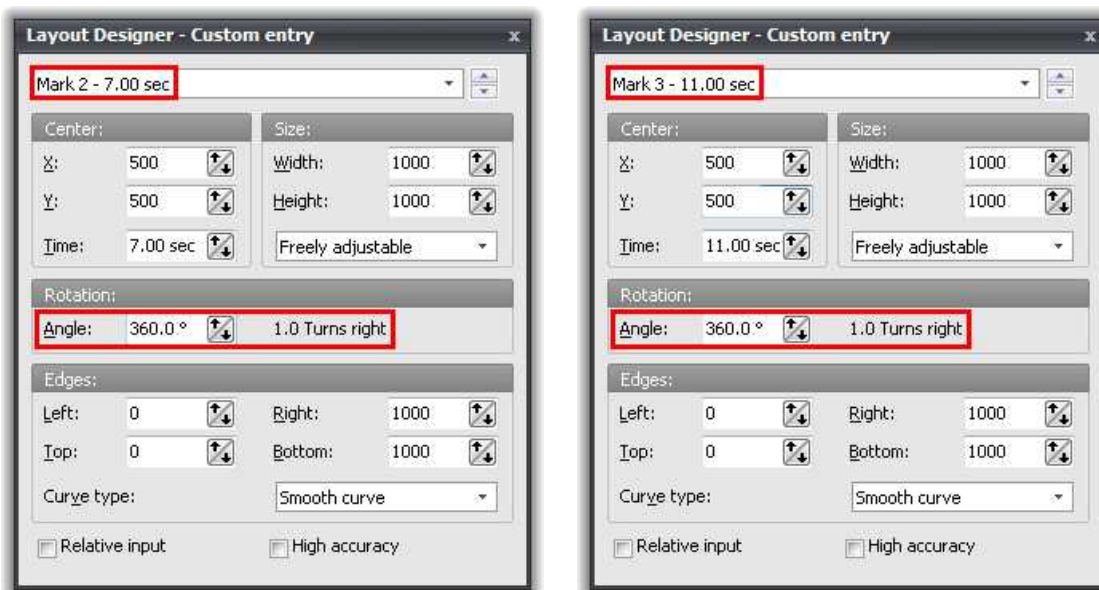 Layout Designer - Custom entry x
Mark 2 - 7.00 sec
Center: Size:
X: 500 Width: 1000
Y: 500 Height: 1000
Time: 7.00 sec Freely adjustable
Rotation:
Angle: 360.0 ° 1.0 Turns right
Edges:
Left: 0 Right: 1000
Top: 0 Bottom: 1000
Curve type: Smooth curve
Relative input High accuracy
Layout Designer - Custom entry x
Mark 3 - 11.00 sec
Center: Size:
X: 500 Width: 1000
Y: 500 Height: 1000
Time: 11.00 sec Freely adjustable
Rotation:
Angle: 360.0 ° 1.0 Turns right
Edges:
Left: 0 Right: 1000
Top: 0 Bottom: 1000
Curve type: Smooth curve
Relative input High accuracy